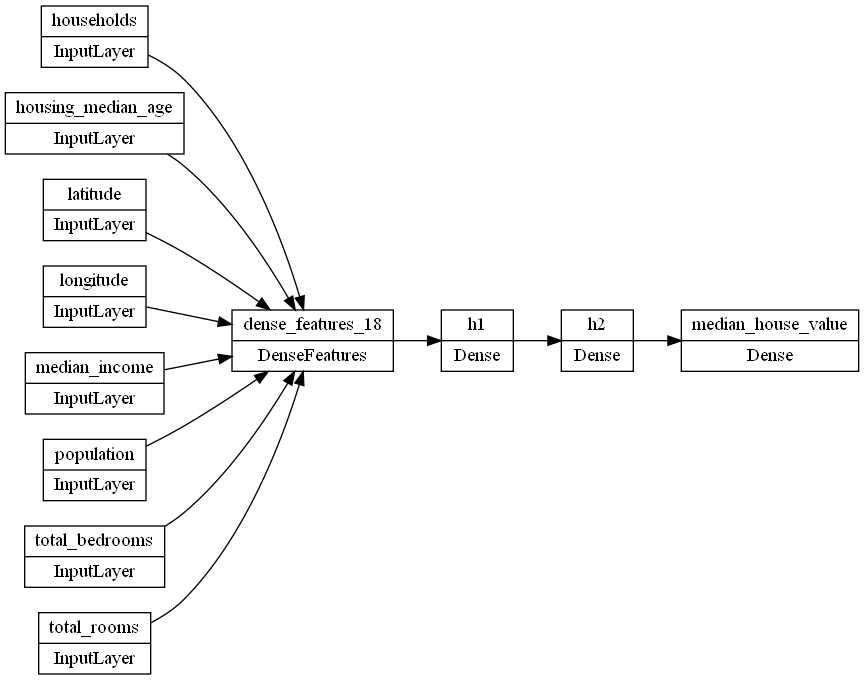 households
InputLayer
housing_median_age
InputLayer
latitude
InputLayer
longitude
InputLayer
median_income
InputLayer
population
InputLayer
total_bedrooms
InputLayer
total_rooms
InputLayer
dense_features_18
DenseFeatures
h1
Dense
h2
Dense
median_house_value
Dense